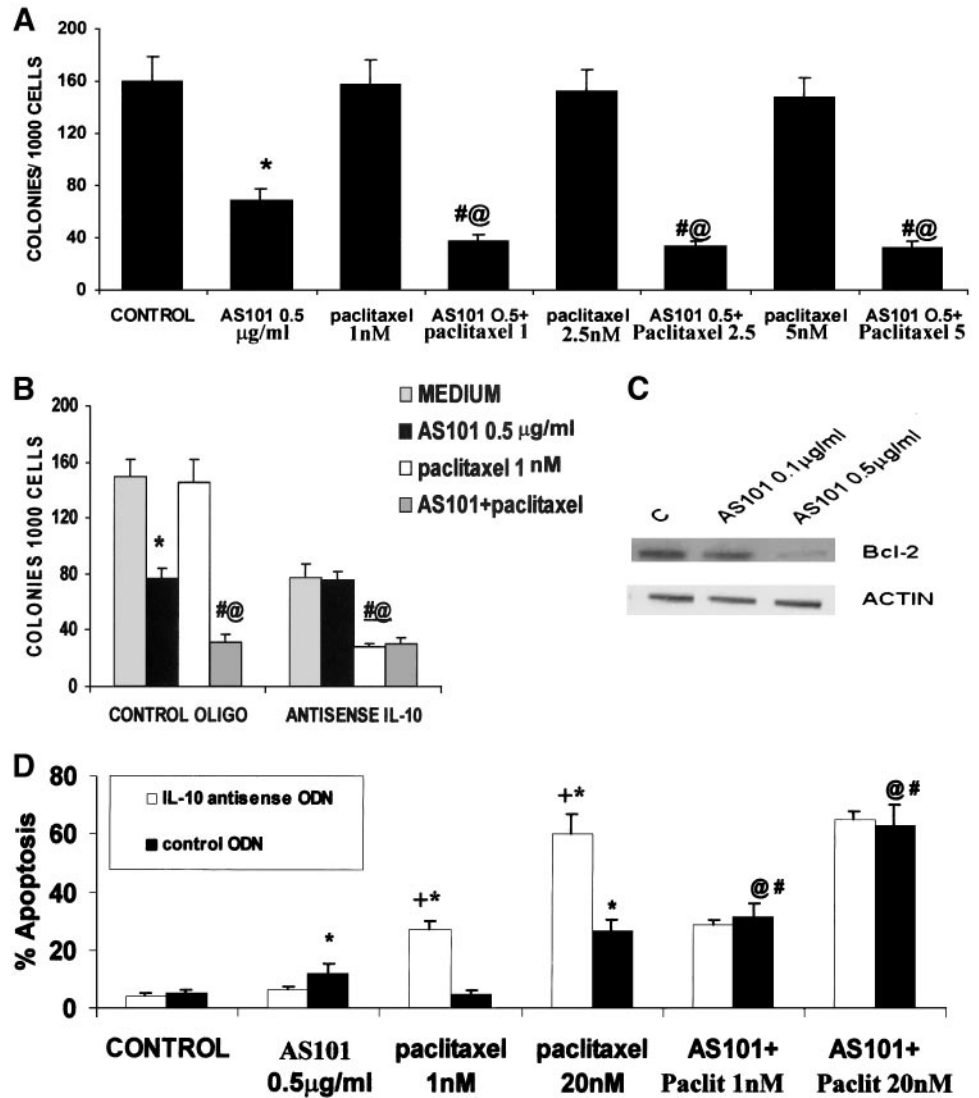 A
COLONIES/ 1000 CELLS
200
160
120
80
40
0
*
#@
#@
#@
CONTROL
AS101 0.5 µg/ml
paclitaxel 1nM
AS101 O.5+ paclitaxel 1
paclitaxel 2.5nM
AS101 0.5+ Paclitaxel 2.5
paclitaxel 5nM
AS101 O.5+ Paclitaxel 5
B
COLONIES 1000 CELLS
200
160
120
80
40
0
MEDIUM
AS101 0.5 µg/ml
paclitaxel 1 nM
AS101+paclitaxel
*
#@
#@
CONTROL OLIGO
ANTISENSE IL-10
C
C
AS101 0.1µg/ml
AS101 0.5µg/ml
Bcl-2
ACTIN
D
% Apoptosis
80
60
40
20
0
IL-10 antisense ODN
control ODN
*
+*
+*
*
@ #
@ #
CONTROL
AS101
0.5µg/ml
paclitaxel
1nM
paclitaxel
20nM
AS101+
Paclit 1nM
AS101+
Paclit 20nM